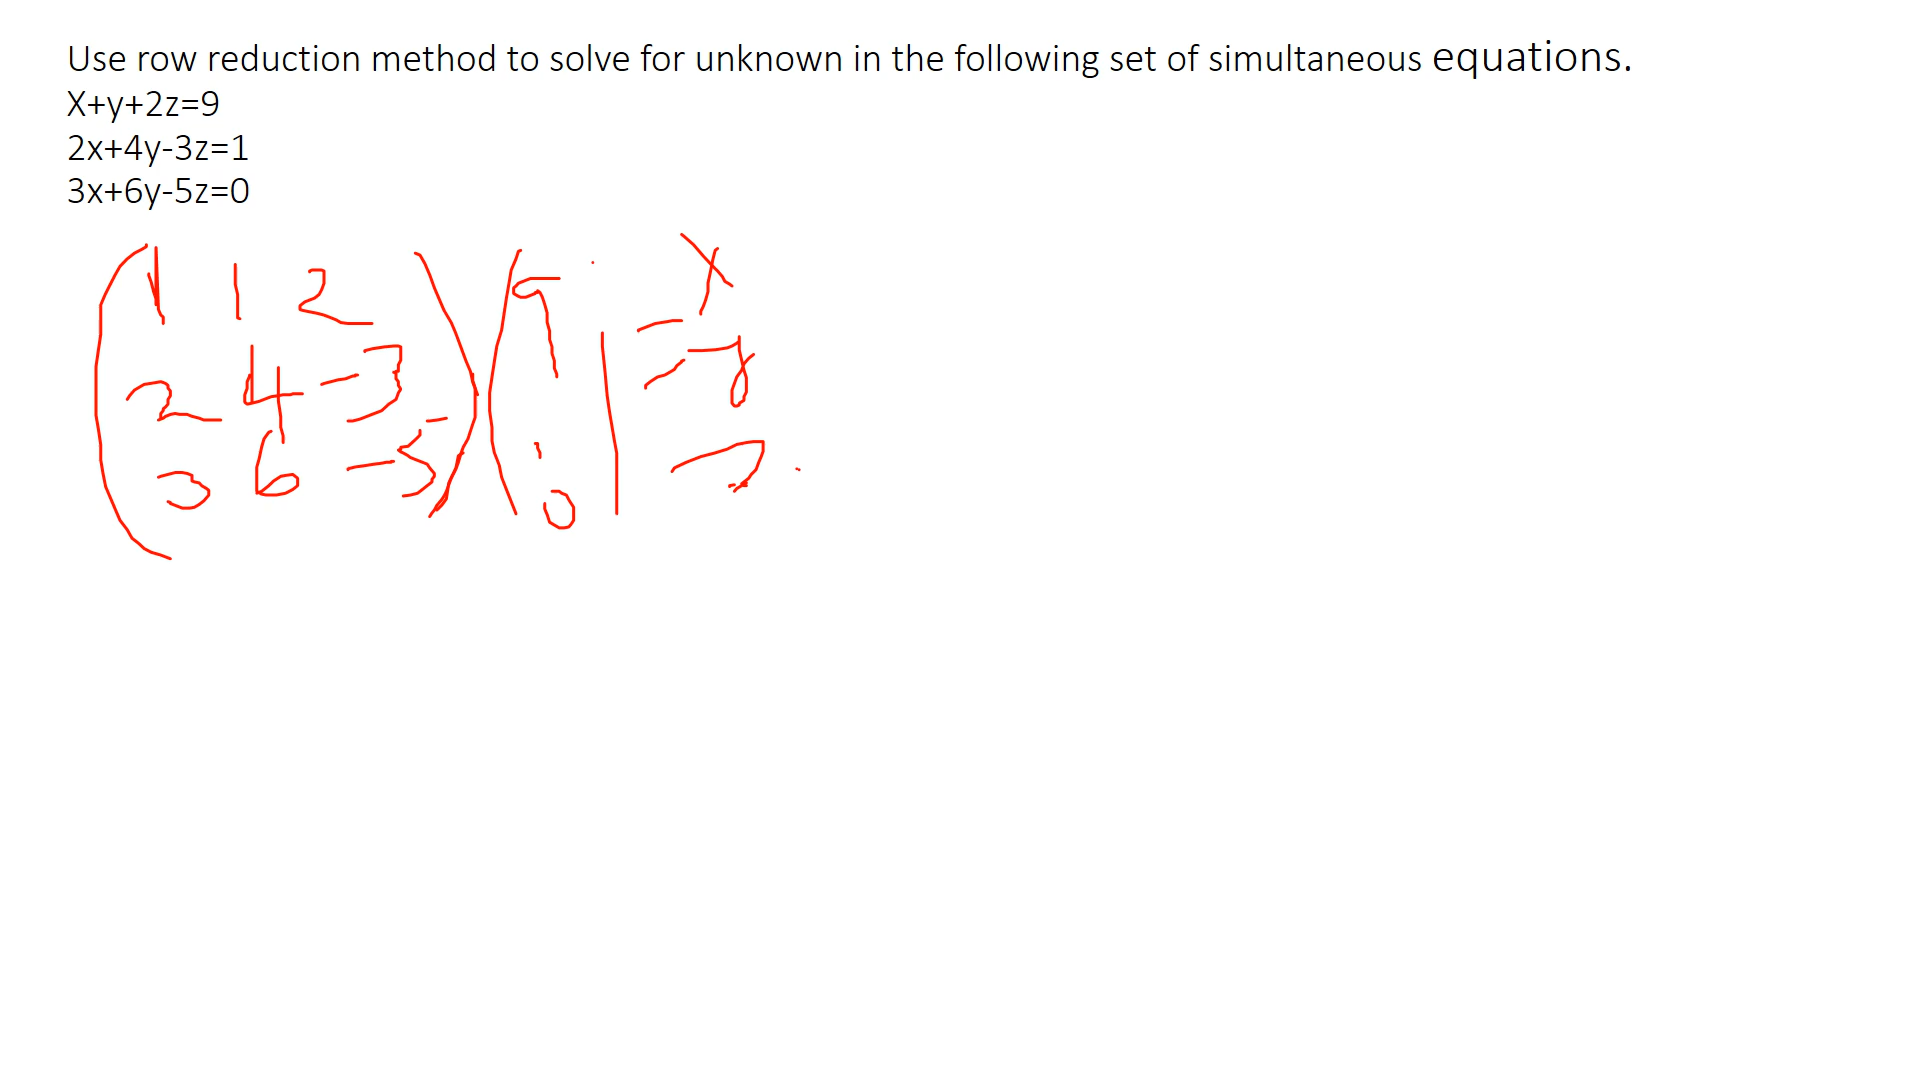 Use row reduction method to solve for unknown in the following set of simultaneous equations.
X+y+2z=9
2x+4y-3z=1
3x+6y-5z=0
1 1 2 9 x
2 4 -3 1 = y
3 6 -5 0 z